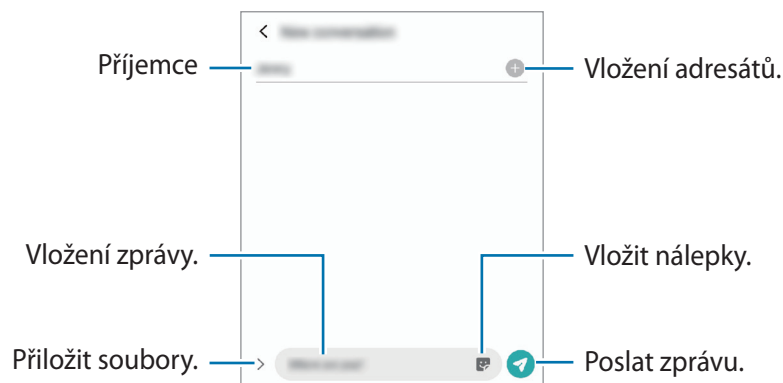 Příjemce
Vložení adresátů.
Vložení zprávy.
Vložit nálepky.
Přiložit soubory.
Poslat zprávu.